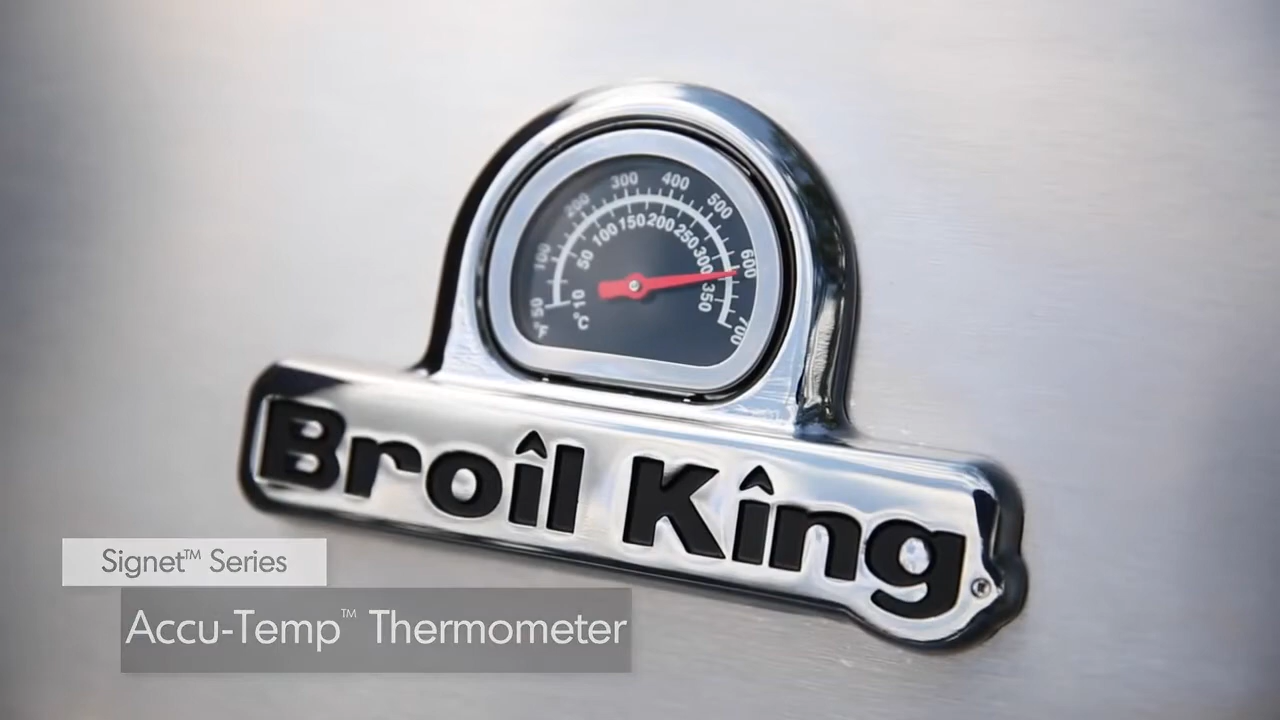 50 100 200 300 400 500 600 700
°F
10 50 100 150 200 250 300 350
°C
Broil King
Signet™ Series
Accu-Temp™ Thermometer